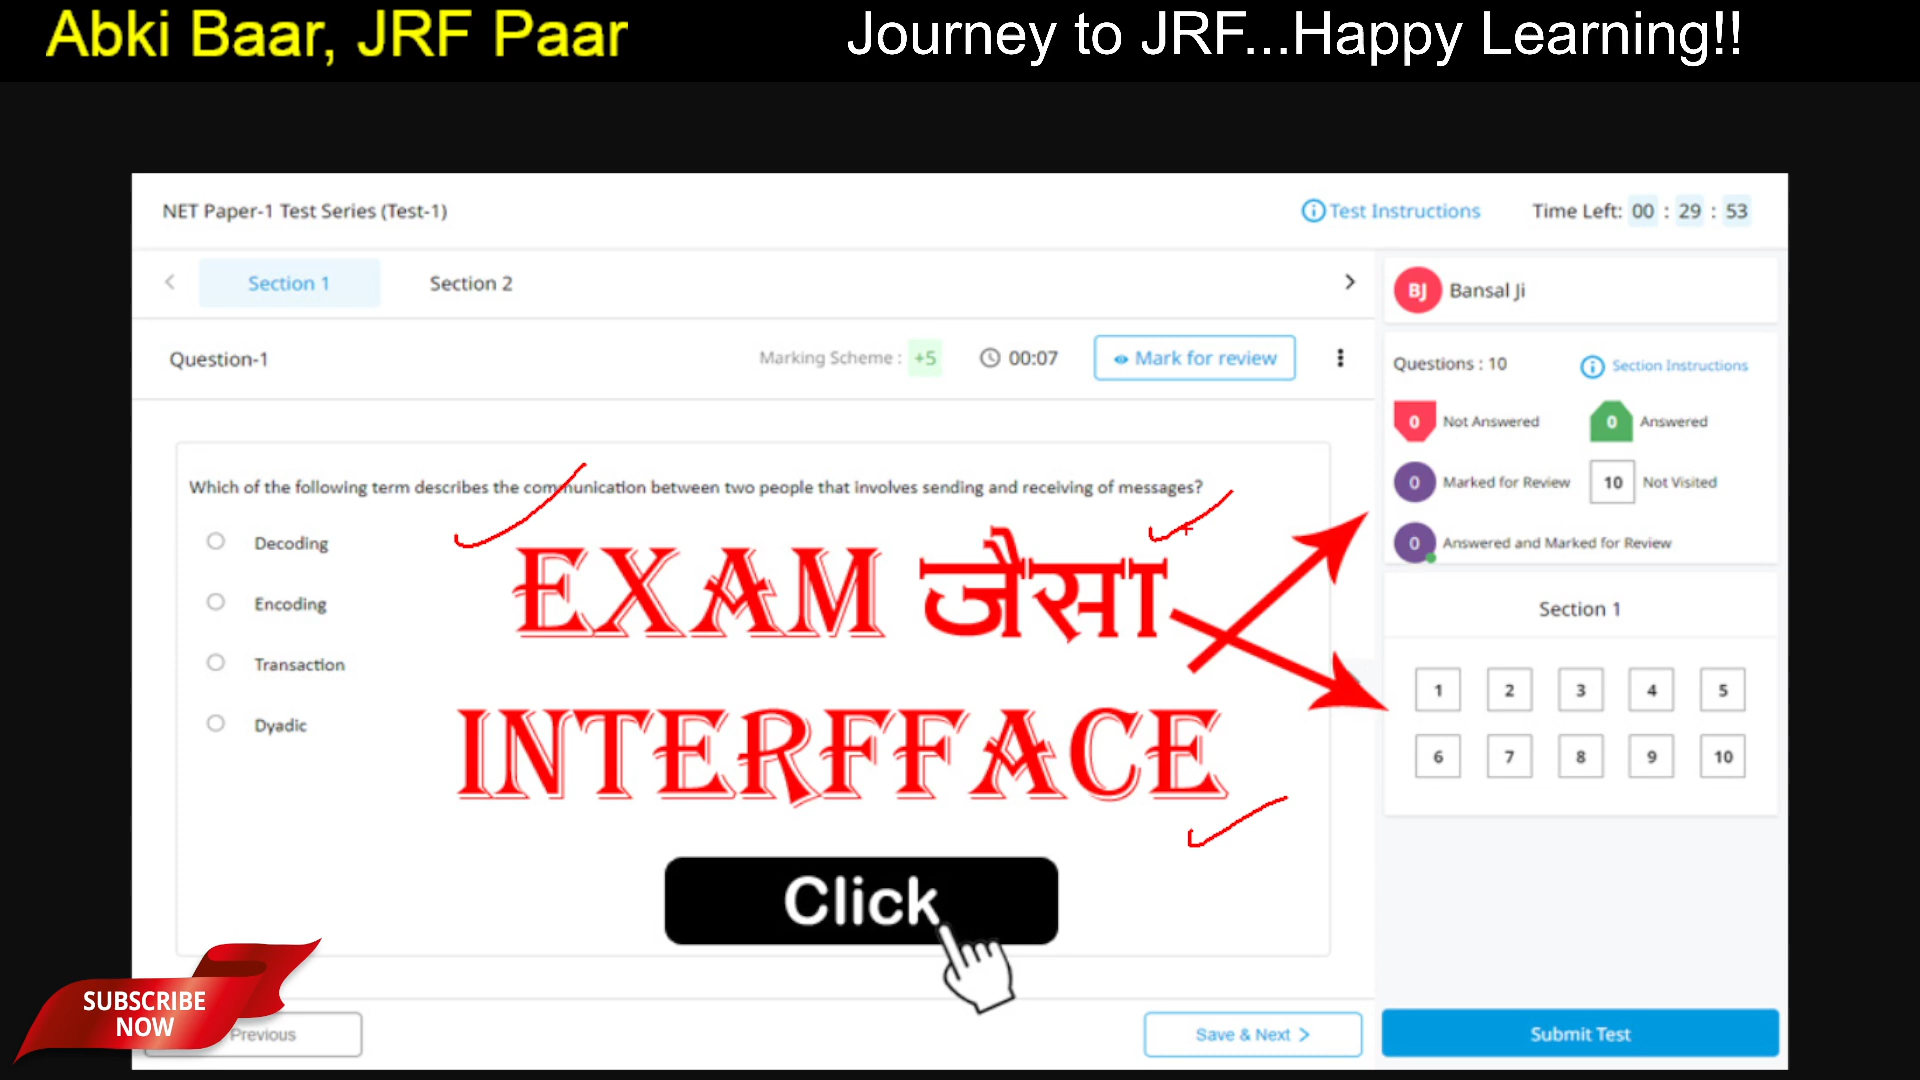 Abki Baar, JRF Paar
Journey to JRF...Happy Learning!!
NET Paper-1 Test Series (Test-1)
Test Instructions
Time Left: 00 : 29 : 53
Section 1
Section 2
BJ Bansal Ji
Question-1
Marking Scheme : +5
00:07
Mark for review
Questions : 10
Section Instructions
0 Not Answered
0 Answered
0 Marked for Review
10 Not Visited
0 Answered and Marked for Review
Which of the following term describes the communication between two people that involves sending and receiving of messages?
Decoding
Encoding
Transaction
Dyadic
EXAM जैसा
INTERFFACE
Click
Section 1
1 2 3 4 5
6 7 8 9 10
SUBSCRIBE
NOW
Previous
Save & Next >
Submit Test